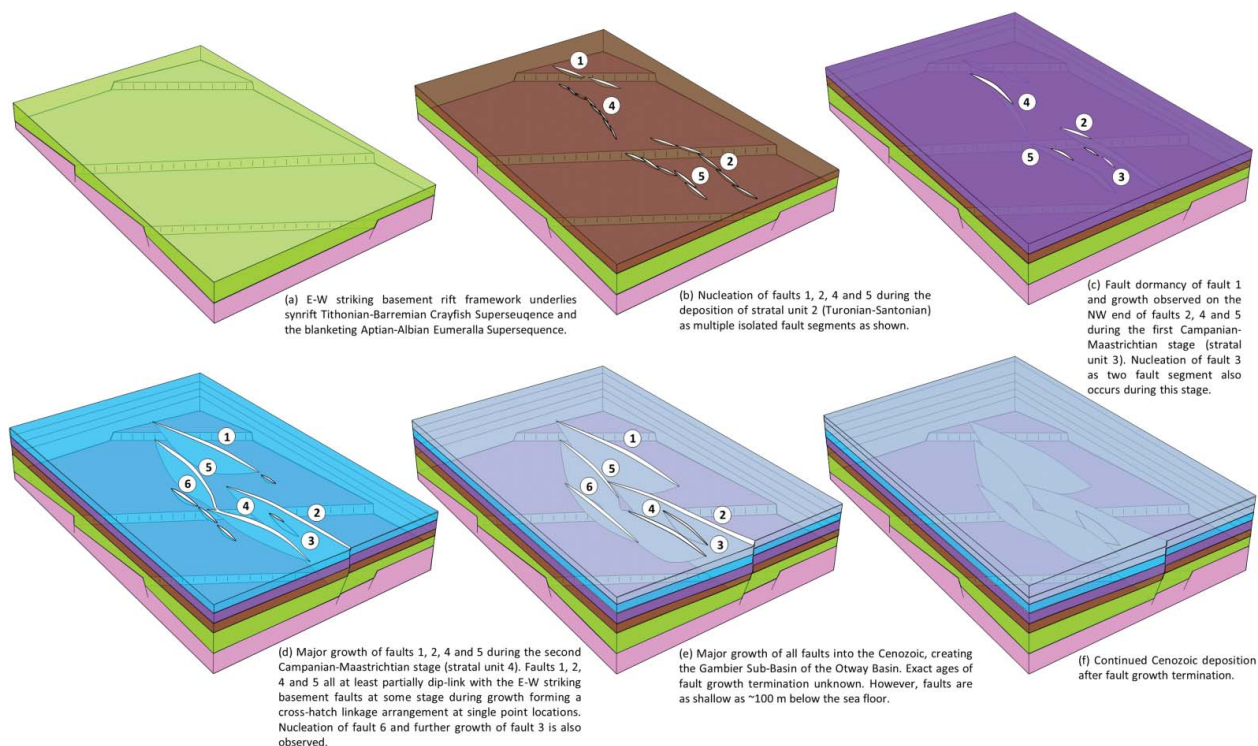 1
4
2
5
4
2
5
3
(a) E-W striking basement rift framework underlies
synrift Tithonian-Barremian Crayfish Superseuqence and
the blanketing Aptian-Albian Eumeralla Supersequence.
(b) Nucleation of faults 1, 2, 4 and 5 during the
deposition of stratal unit 2 (Turonian-Santonian)
as multiple isolated fault segments as shown.
(c) Fault dormancy of fault 1
and growth observed on the
NW end of faults 2, 4 and 5
during the first Campanian-
Maastrichtian stage (stratal
unit 3). Nucleation of fault 3
as two fault segment also
occurs during this stage.
1
5
6
4
2
3
1
5
6
4
2
3
(d) Major growth of faults 1, 2, 4 and 5 during the second
Campanian-Maastrichtian stage (stratal unit 4). Faults 1, 2,
4 and 5 all at least partially dip-link with the E-W striking
basement faults at some stage during growth forming a
cross-hatch linkage arrangement at single point locations.
Nucleation of fault 6 and further growth of fault 3 is also
observed.
(e) Major growth of all faults into the Cenozoic, creating
the Gambier Sub-Basin of the Otway Basin. Exact ages of
fault growth termination unknown. However, faults are
as shallow as ~100 m below the sea floor.
(f) Continued Cenozoic deposition
after fault growth termination.